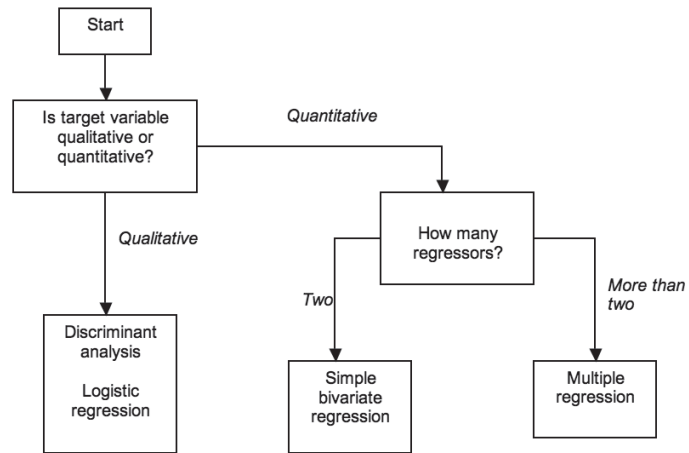 Start
Is target variable
qualitative or
quantitative?
Quantitative
Qualitative
How many
regressors?
Two
More than
two
Discriminant
analysis
Logistic
regression
Simple
bivariate
regression
Multiple
regression